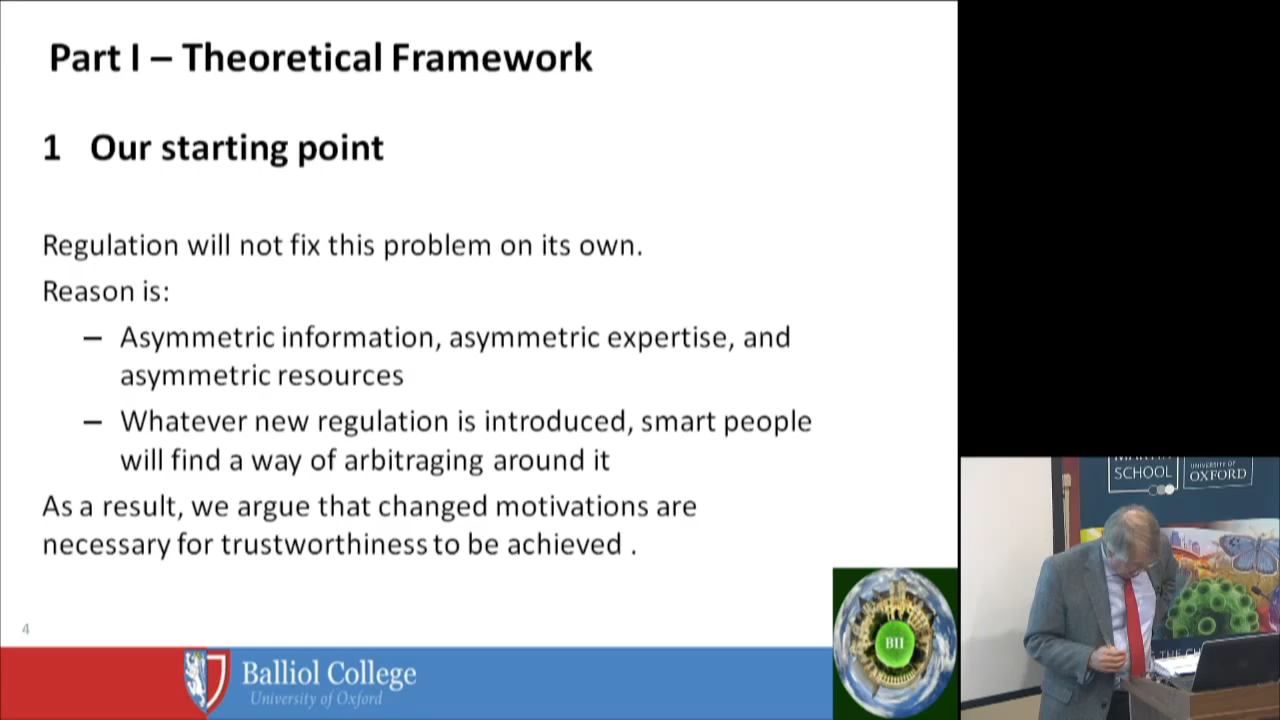 Part I – Theoretical Framework
1 Our starting point
Regulation will not fix this problem on its own.
Reason is:
– Asymmetric information, asymmetric expertise, and
asymmetric resources
– Whatever new regulation is introduced, smart people
will find a way of arbitraging around it
As a result, we argue that changed motivations are
necessary for trustworthiness to be achieved .
4
Balliol College
University of Oxford
BII
SCHOOL
UNIVERSITY OF
OXFORD